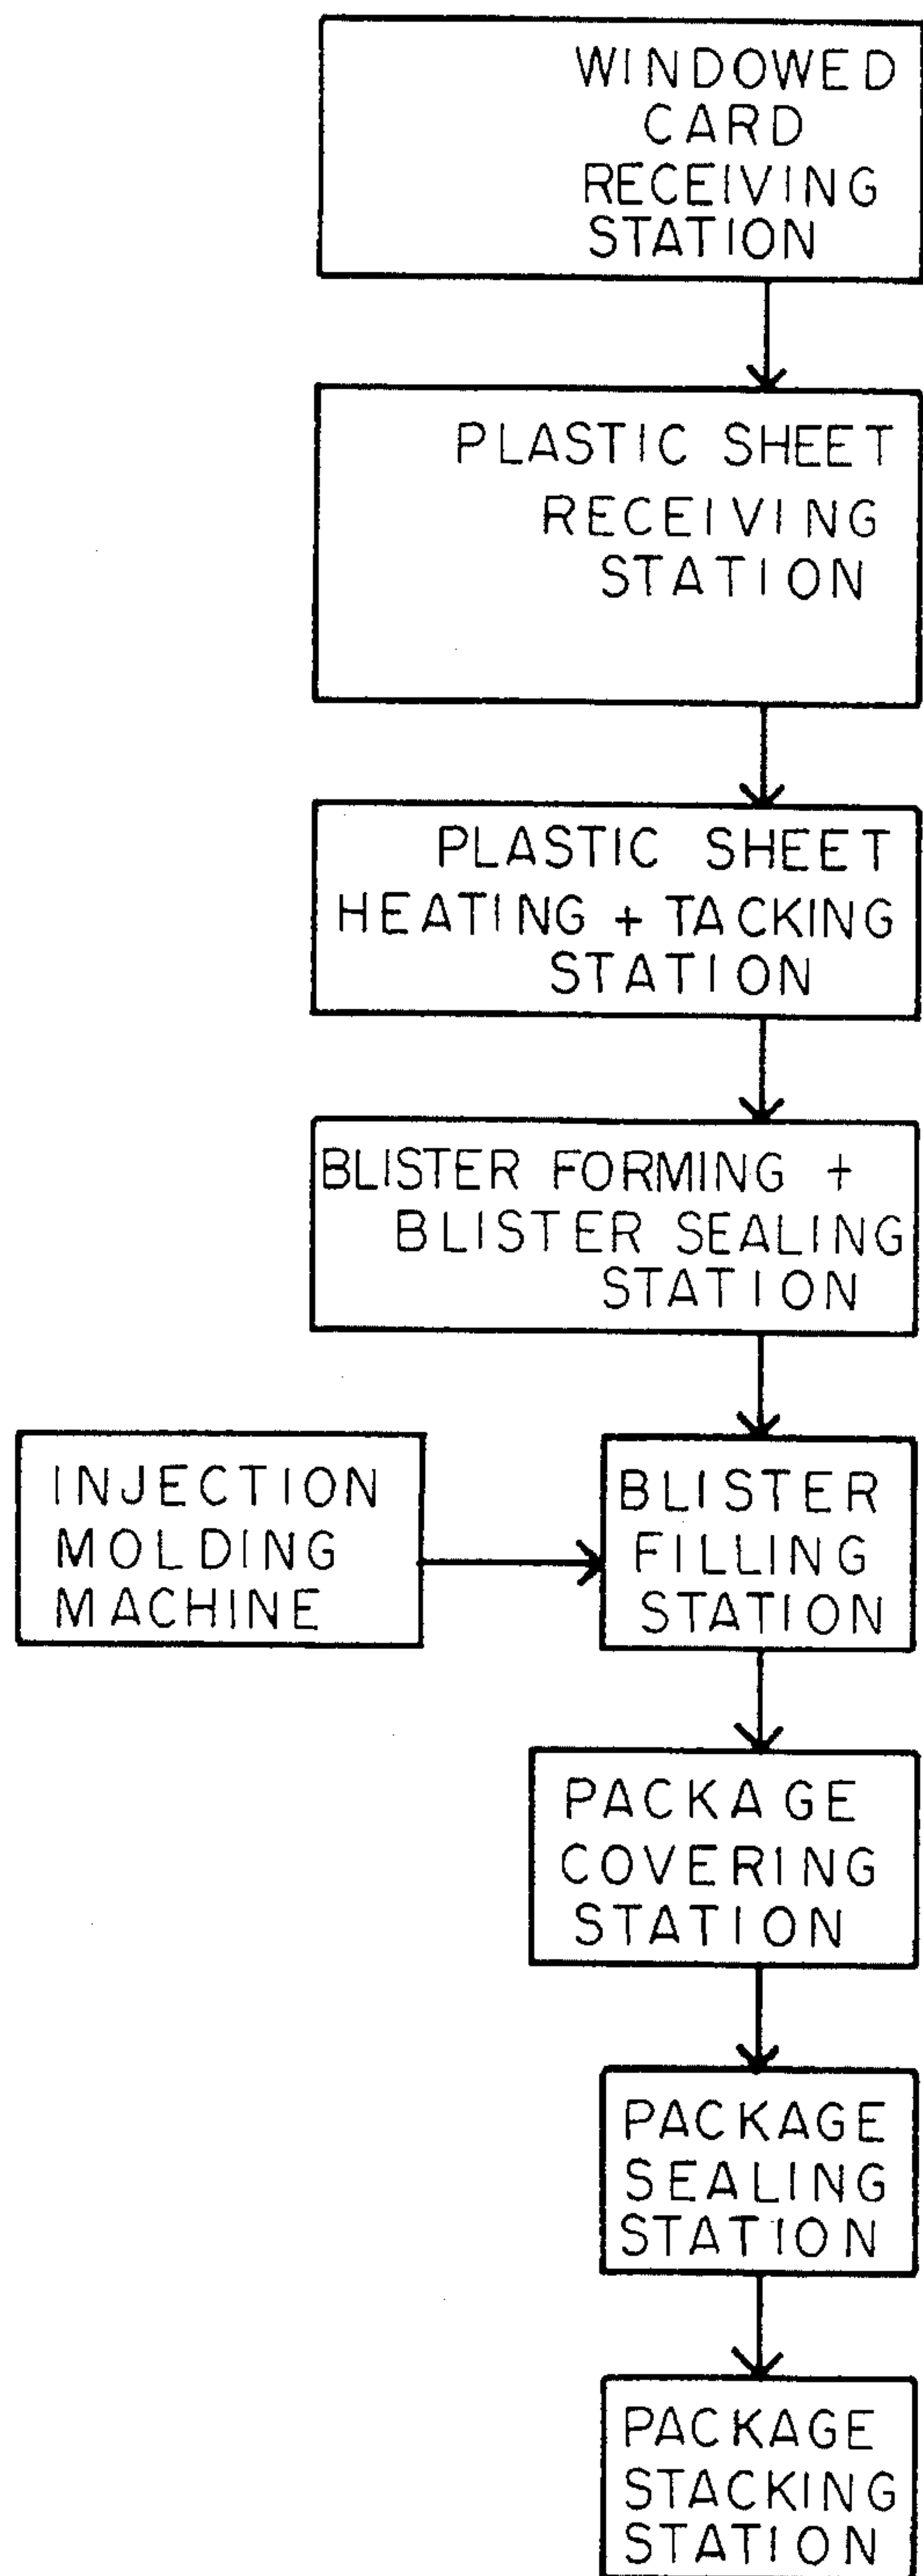 WINDOWED
CARD
RECEIVING
STATION
PLASTIC SHEET
RECEIVING
STATION
PLASTIC SHEET
HEATING + TACKING
STATION
BLISTER FORMING +
BLISTER SEALING
STATION
INJECTION
MOLDING
MACHINE
BLISTER
FILLING
STATION
PACKAGE
COVERING
STATION
PACKAGE
SEALING
STATION
PACKAGE
STACKING
STATION